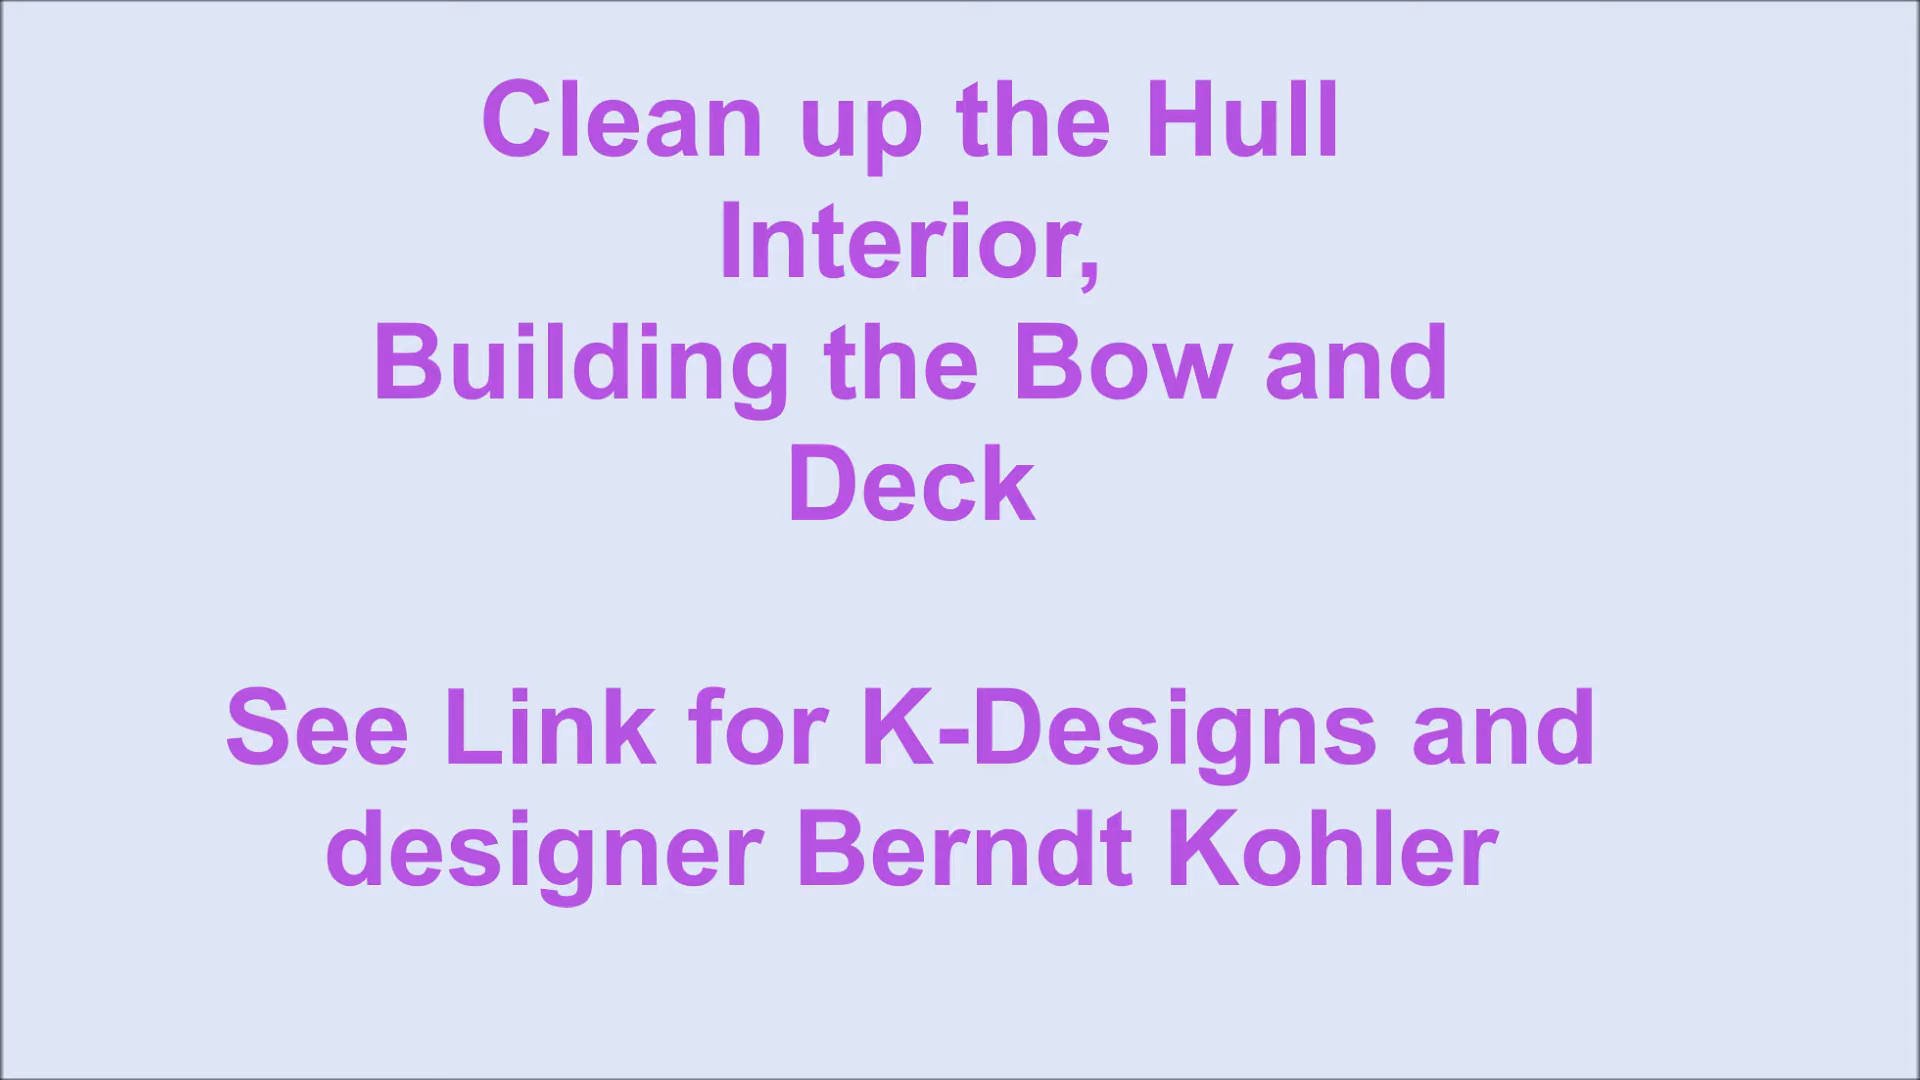 Clean up the Hull
Interior,
Building the Bow and
Deck
See Link for K-Designs and
designer Berndt Kohler